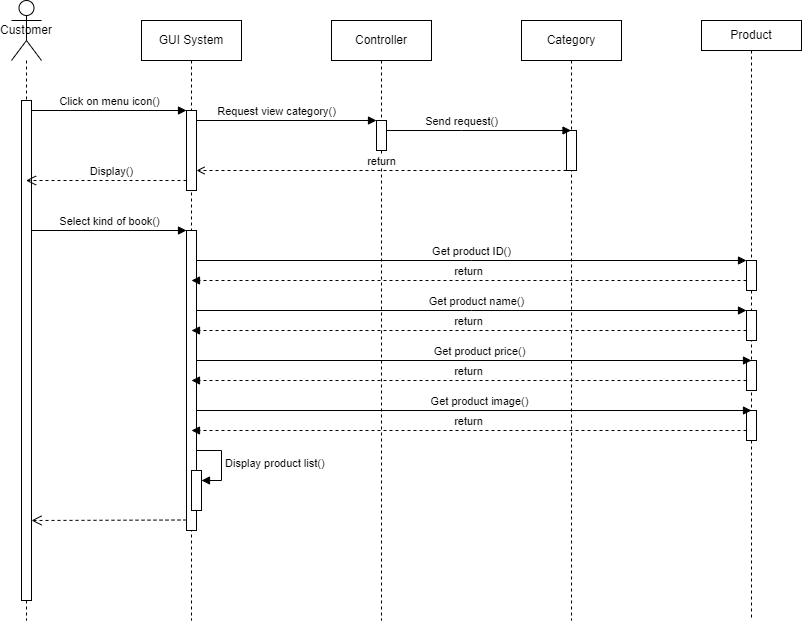 Customer
GUI System
Controller
Category
Product
Click on menu icon()
Request view category()
Send request()
return
Display()
Select kind of book()
Get product ID()
return
Get product name()
return
Get product price()
return
Get product image()
return
Display product list()